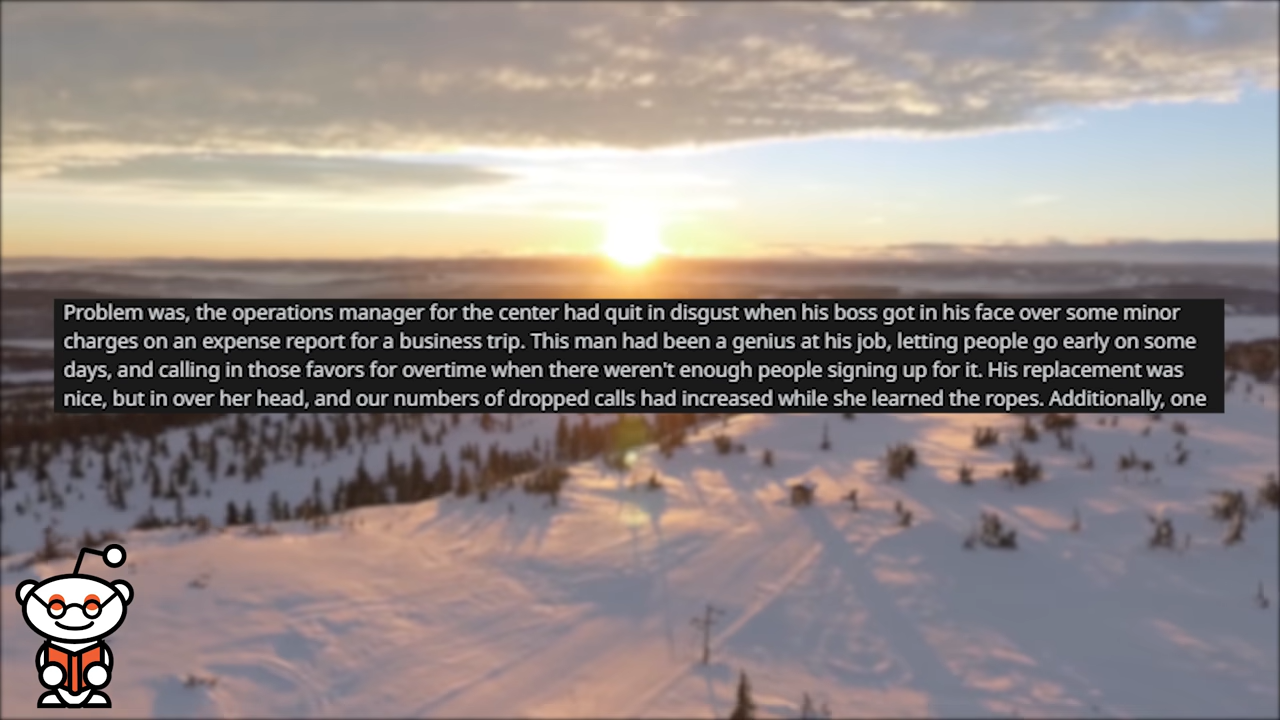 Problem was, the operations manager for the center had quit in disgust when his boss got in his face over some minor
charges on an expense report for a business trip. This man had been a genius at his job, letting people go early on some
days, and calling in those favors for overtime when there weren't enough people signing up for it. His replacement was
nice, but in over her head, and our numbers of dropped calls had increased while she learned the ropes. Additionally, one